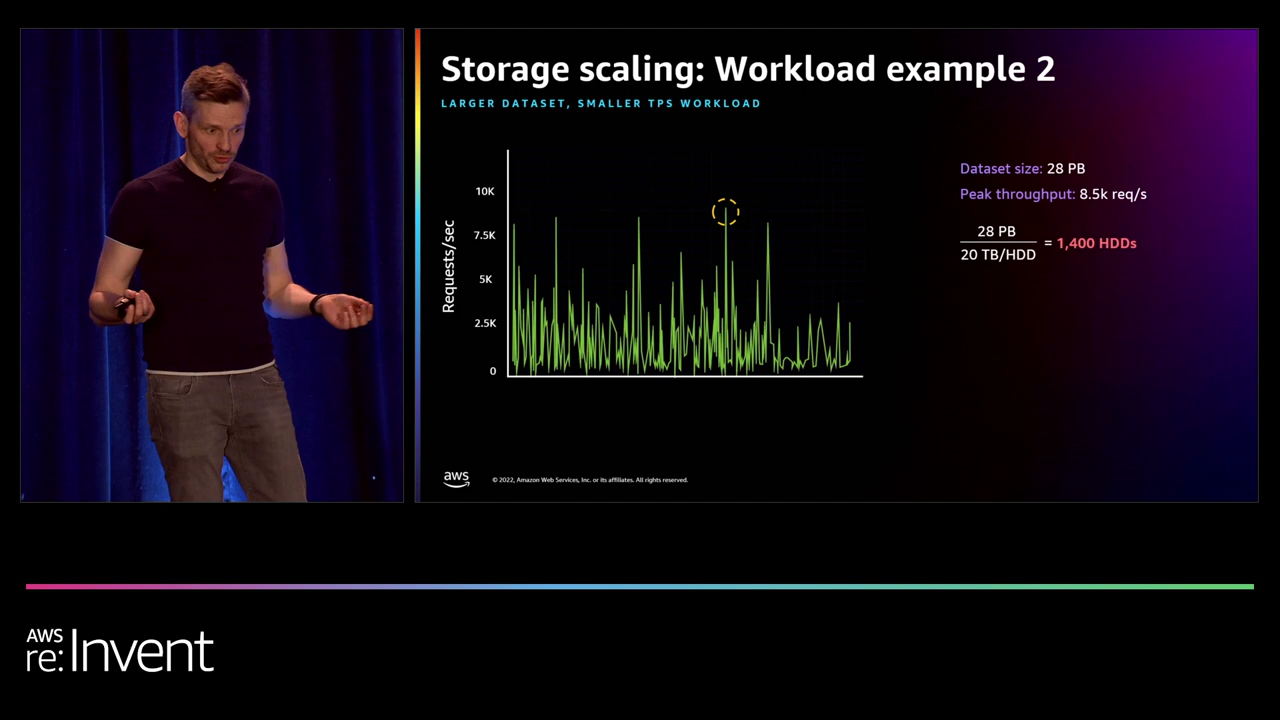 Storage scaling: Workload example 2
LARGER DATASET, SMALLER TPS WORKLOAD
Requests/sec
10K
7.5K
5K
2.5K
0
Dataset size: 28 PB
Peak throughput: 8.5k req/s
28 PB
20 TB/HDD
= 1,400 HDDs
aws
© 2022, Amazon Web Services, Inc. or its affiliates. All rights reserved.
AWS
re:Invent